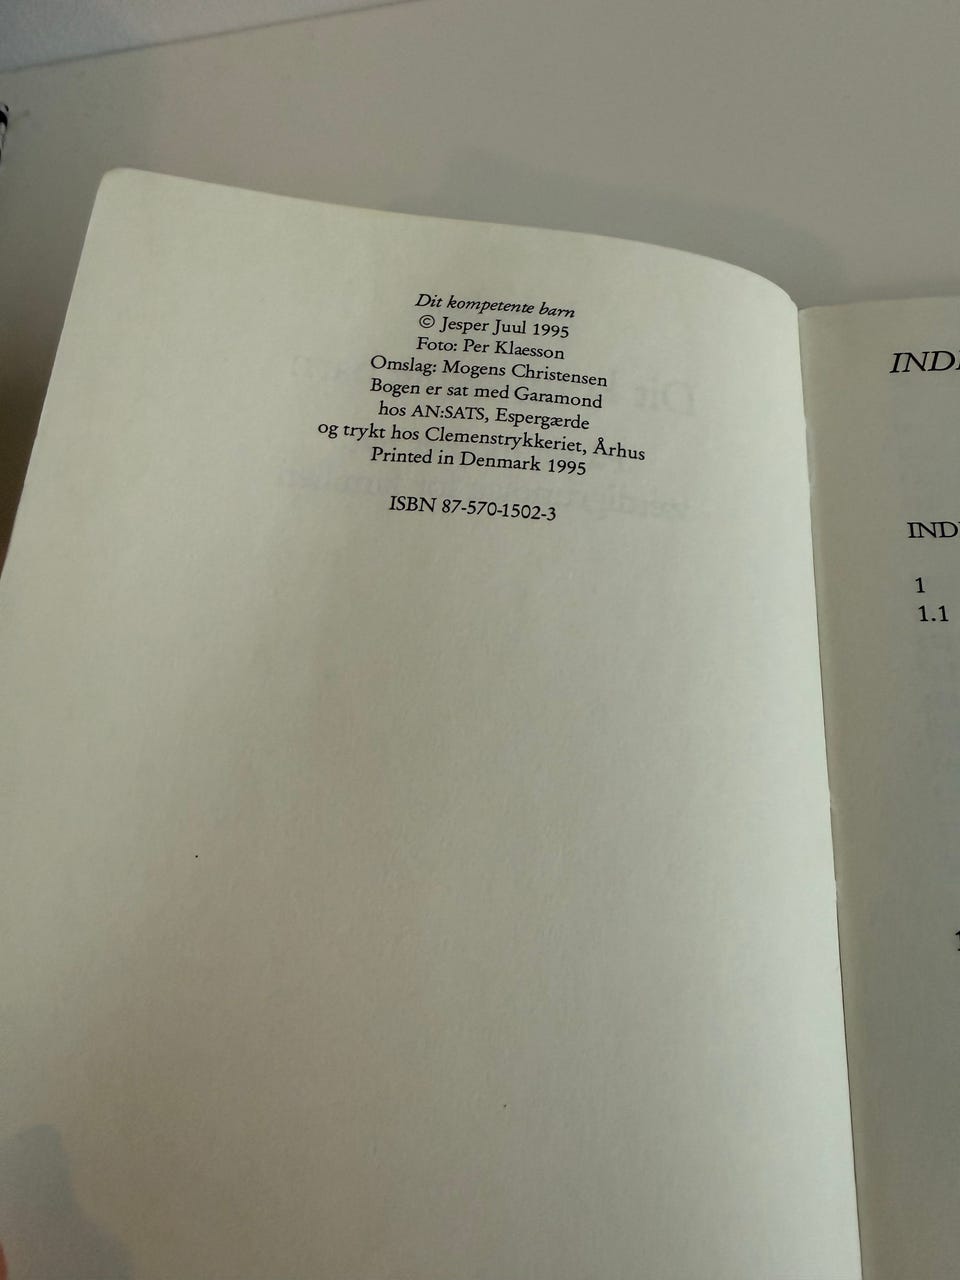 Dit kompetente barn
© Jesper Juul 1995
Foto: Per Klaesson
Omslag: Mogens Christensen
Bogen er sat med Garamond
hos AN:SATS, Espergærde
og trykt hos Clemenstrykkeriet, Århus
Printed in Denmark 1995
ISBN 87-570-1502-3
1
1.1